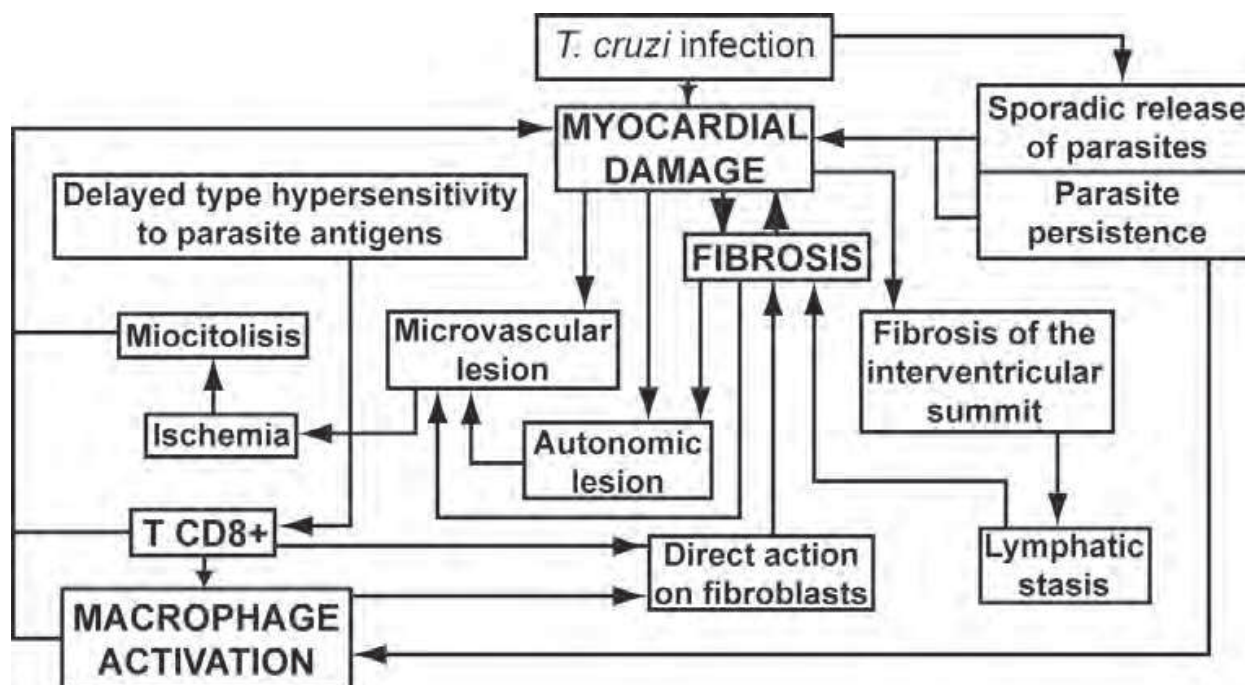 T. cruzi infection
MYOCARDIAL
DAMAGE
Sporadic release
of parasites
Parasite
persistence
Delayed type hypersensitivity
to parasite antigens
FIBROSIS
Miocitolisis
Microvascular
lesion
Fibrosis of the
interventricular
summit
Ischemia
Autonomic
lesion
T CD8+
Direct action
on fibroblasts
Lymphatic
stasis
MACROPHAGE
ACTIVATION